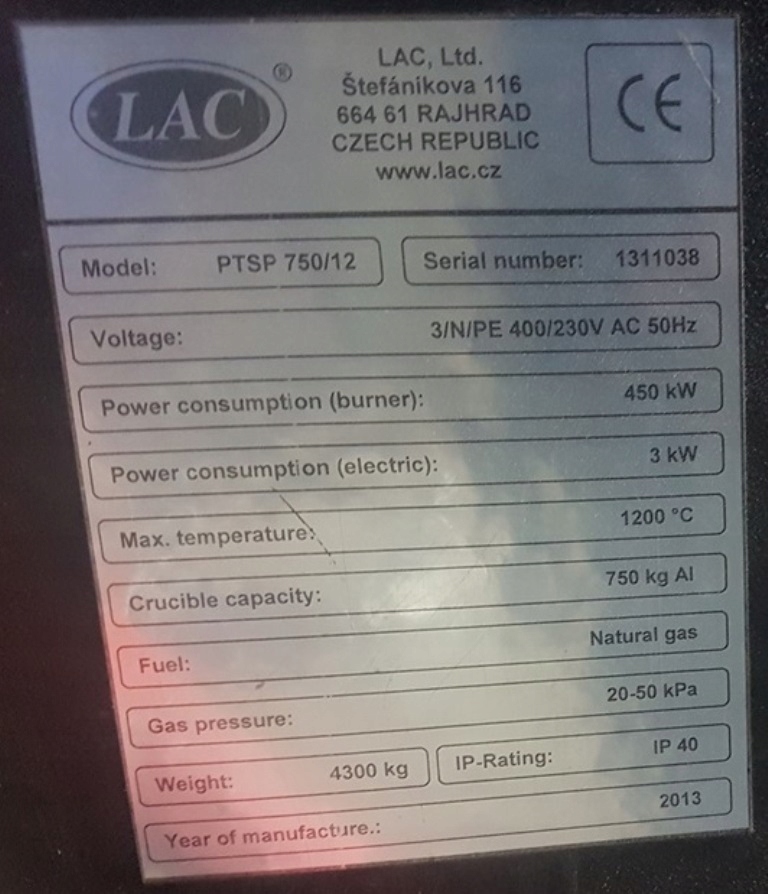 LAC ®
LAC, Ltd.
Štefánikova 116
664 61 RAJHRAD
CZECH REPUBLIC
www.lac.cz
CE
Model: PTSP 750/12
Serial number: 1311038
Voltage: 3/N/PE 400/230V AC 50Hz
Power consumption (burner): 450 kW
Power consumption (electric): 3 kW
Max. temperature: 1200 °C
Crucible capacity: 750 kg Al
Fuel: Natural gas
Gas pressure: 20-50 kPa
Weight: 4300 kg
IP-Rating: IP 40
Year of manufacture.: 2013